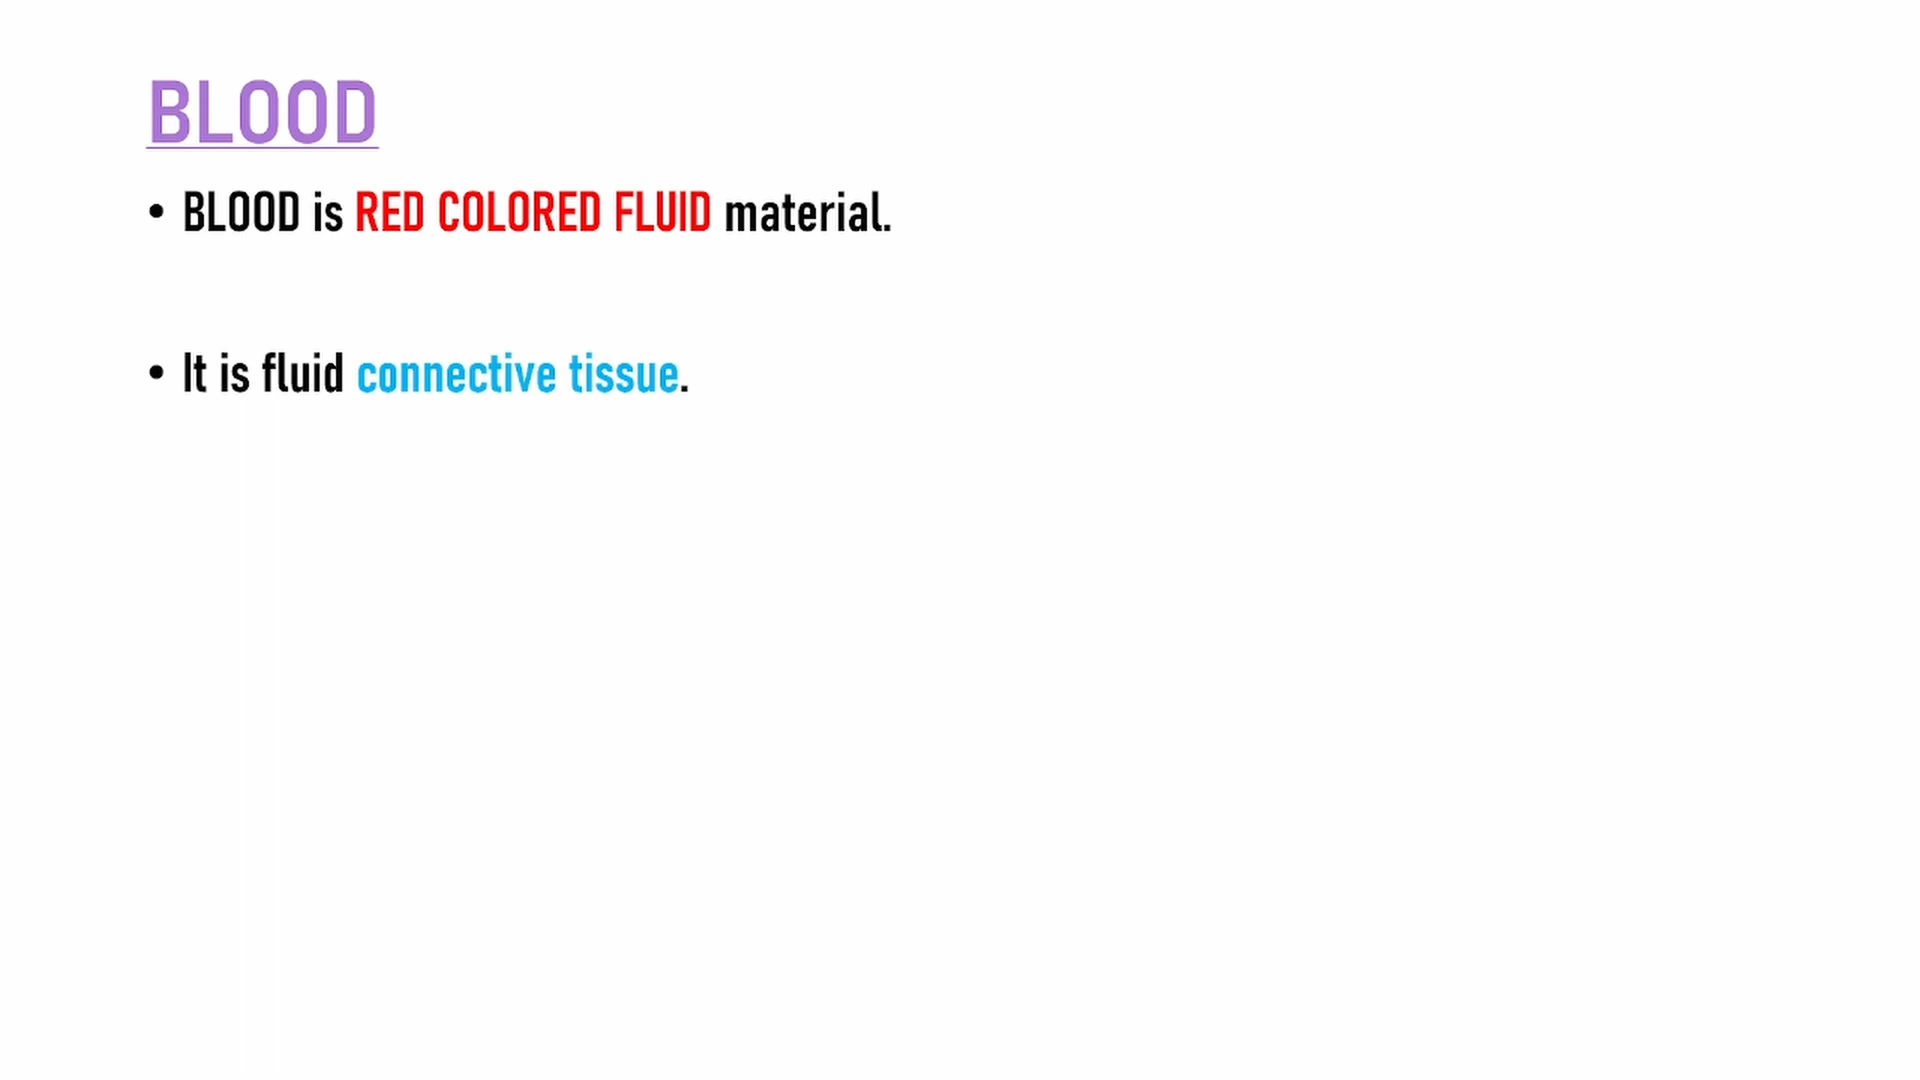 BLOOD
• BLOOD is RED COLORED FLUID material.
• It is fluid connective tissue.